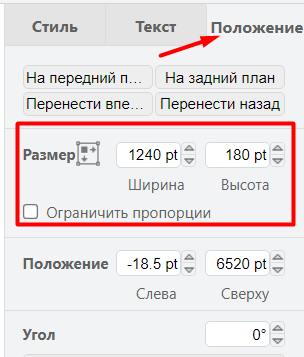 Стиль Текст Положение
На передний п... На задний план
Перенести впе... Перенести назад
Размер 1240 pt 180 pt
Ширина Высота
Ограничить пропорции
Положение -18.5 pt 6520 pt
Слева Сверху
Угол 0°